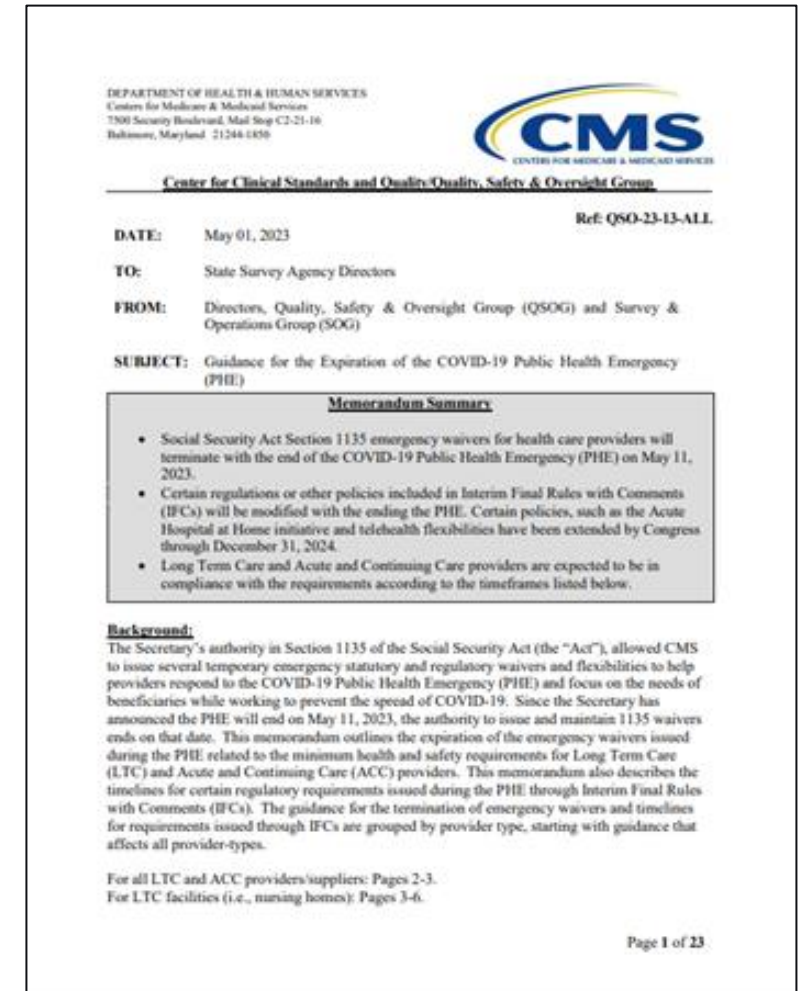 DEPARTMENT OF HEALTH & HUMAN SERVICES
Centers for Medicare & Medicaid Services
7500 Security Boulevard, Mail Stop C2-21-16
Baltimore, Maryland 21244-1850
CMS
CENTERS FOR MEDICARE & MEDICAID SERVICES
Center for Clinical Standards and Quality/Quality, Safety & Oversight Group
Ref: QSO-23-13-ALL
DATE: May 01, 2023
TO: State Survey Agency Directors
FROM: Directors, Quality, Safety & Oversight Group (QSOG) and Survey &
Operations Group (SOG)
SUBJECT: Guidance for the Expiration of the COVID-19 Public Health Emergency
(PHE)
Memorandum Summary
• Social Security Act Section 1135 emergency waivers for health care providers will
terminate with the end of the COVID-19 Public Health Emergency (PHE) on May 11,
2023.
• Certain regulations or other policies included in Interim Final Rules with Comments
(IFCs) will be modified with the ending the PHE. Certain policies, such as the Acute
Hospital at Home initiative and telehealth flexibilities have been extended by Congress
through December 31, 2024.
• Long Term Care and Acute and Continuing Care providers are expected to be in
compliance with the requirements according to the timeframes listed below.
Background:
The Secretary's authority in Section 1135 of the Social Security Act (the "Act"), allowed CMS
to issue several temporary emergency statutory and regulatory waivers and flexibilities to help
providers respond to the COVID-19 Public Health Emergency (PHE) and focus on the needs of
beneficiaries while working to prevent the spread of COVID-19. Since the Secretary has
announced the PHE will end on May 11, 2023, the authority to issue and maintain 1135 waivers
ends on that date. This memorandum outlines the expiration of the emergency waivers issued
during the PHE related to the minimum health and safety requirements for Long Term Care
(LTC) and Acute and Continuing Care (ACC) providers. This memorandum also describes the
timelines for certain regulatory requirements issued during the PHE through Interim Final Rules
with Comments (IFCs). The guidance for the termination of emergency waivers and timelines
for requirements issued through IFCs are grouped by provider type, starting with guidance that
affects all provider-types.
For all LTC and ACC providers/suppliers: Pages 2-3.
For LTC facilities (i.e., nursing homes): Pages 3-6.
Page 1 of 23